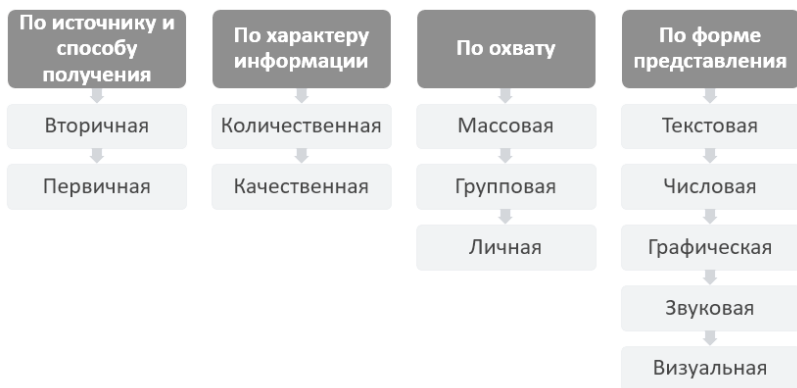 По источнику и
способу
получения
Вторичная
Первичная
По характеру
информации
Количественная
Качественная
По охвату
Массовая
Групповая
Личная
По форме
представления
Текстовая
Числовая
Графическая
Звуковая
Визуальная